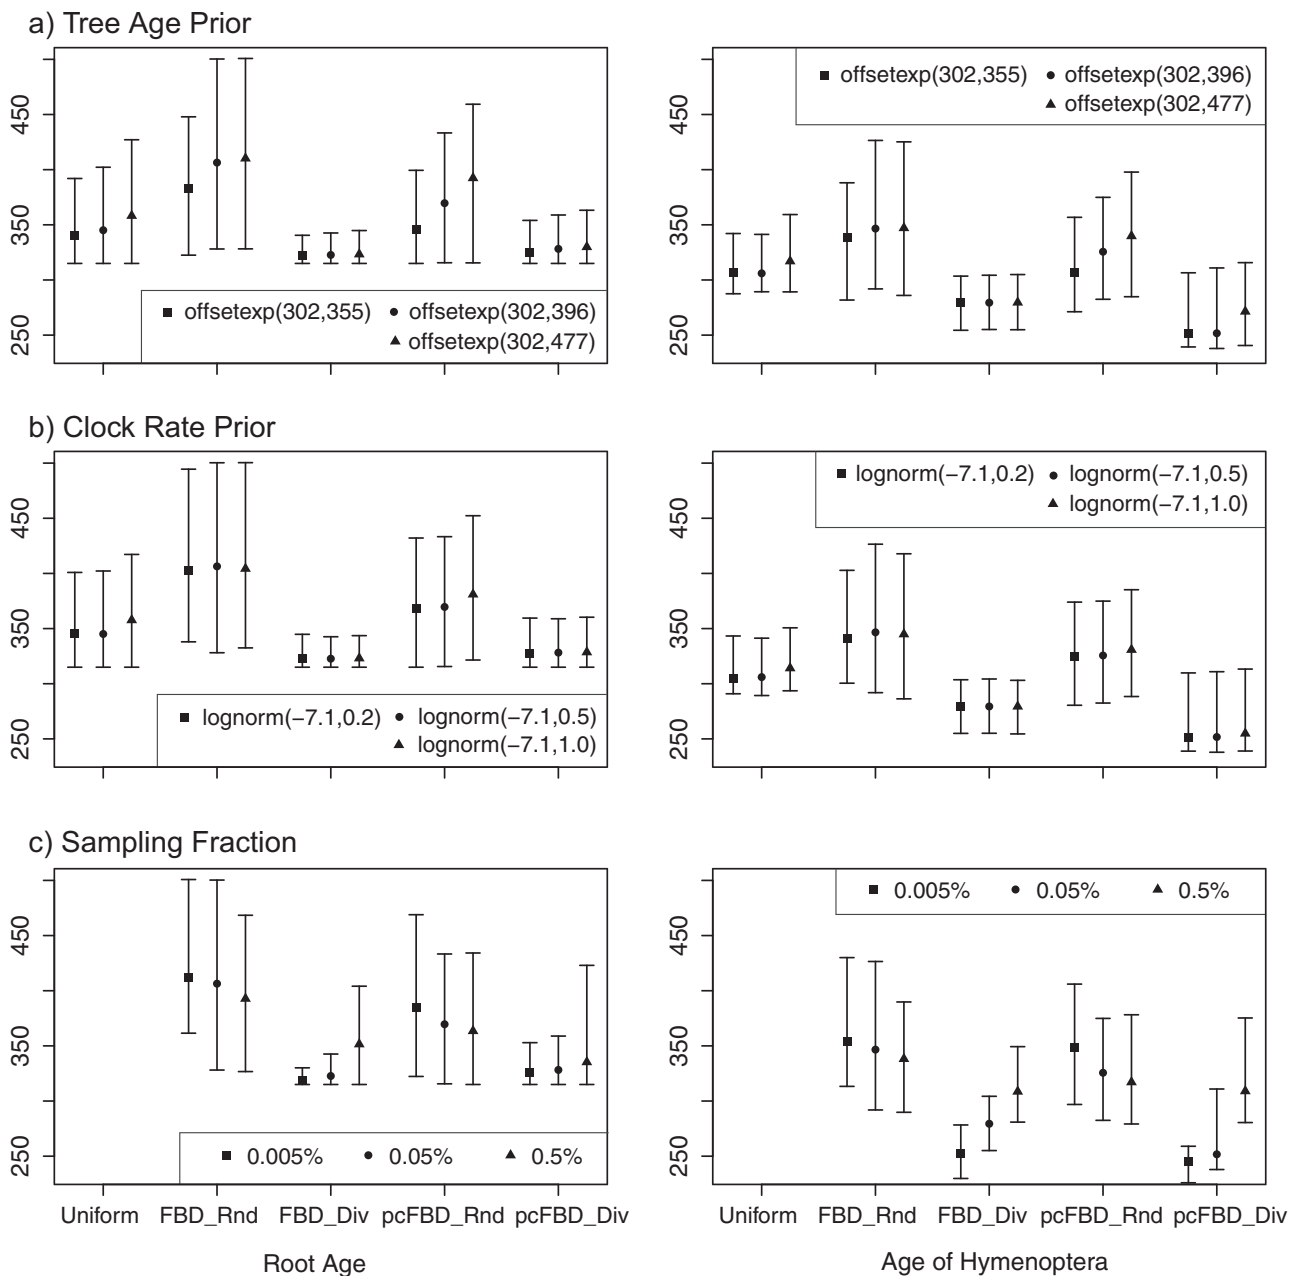 a) Tree Age Prior
450
350
250
offsetexp(302,355)
offsetexp(302,396)
offsetexp(302,477)
450
350
250
offsetexp(302,355)
offsetexp(302,396)
offsetexp(302,477)
b) Clock Rate Prior
450
350
250
lognorm(−7.1,0.2)
lognorm(−7.1,0.5)
lognorm(−7.1,1.0)
450
350
250
lognorm(−7.1,0.2)
lognorm(−7.1,0.5)
lognorm(−7.1,1.0)
c) Sampling Fraction
450
350
250
0.005%
0.05%
0.5%
Uniform
FBD_Rnd
FBD_Div
pcFBD_Rnd
pcFBD_Div
Root Age
450
350
250
0.005%
0.05%
0.5%
Uniform
FBD_Rnd
FBD_Div
pcFBD_Rnd
pcFBD_Div
Age of Hymenoptera